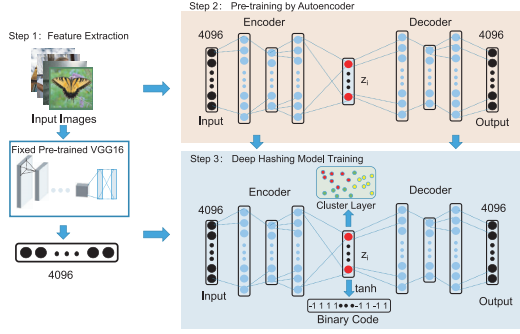 Step 1: Feature Extraction
Input Images
Fixed Pre-trained VGG16
4096
Step 2: Pre-training by Autoencoder
Encoder
Decoder
4096
4096
Zi
Input
Output
Step 3: Deep Hashing Model Training
Encoder
Decoder
4096
Cluster Layer
4096
Zi
Input
tanh
Output
-1 1 1 1•••-1 1 -1 1
Binary Code